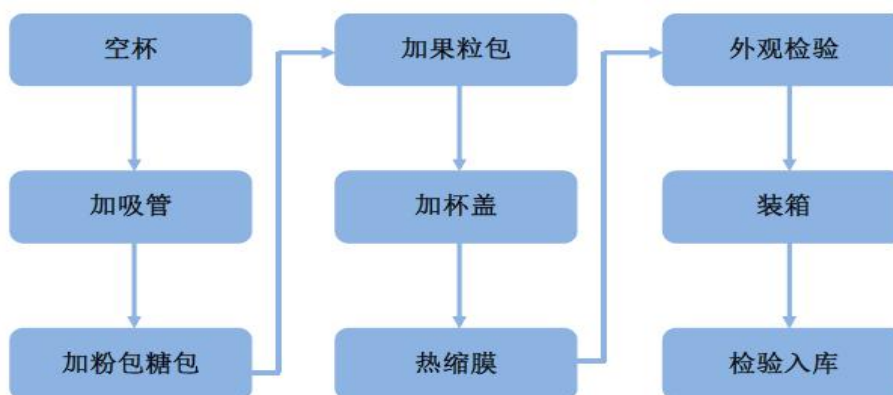 空杯
加吸管
加粉包糖包
加果粒包
加杯盖
热缩膜
外观检验
装箱
检验入库